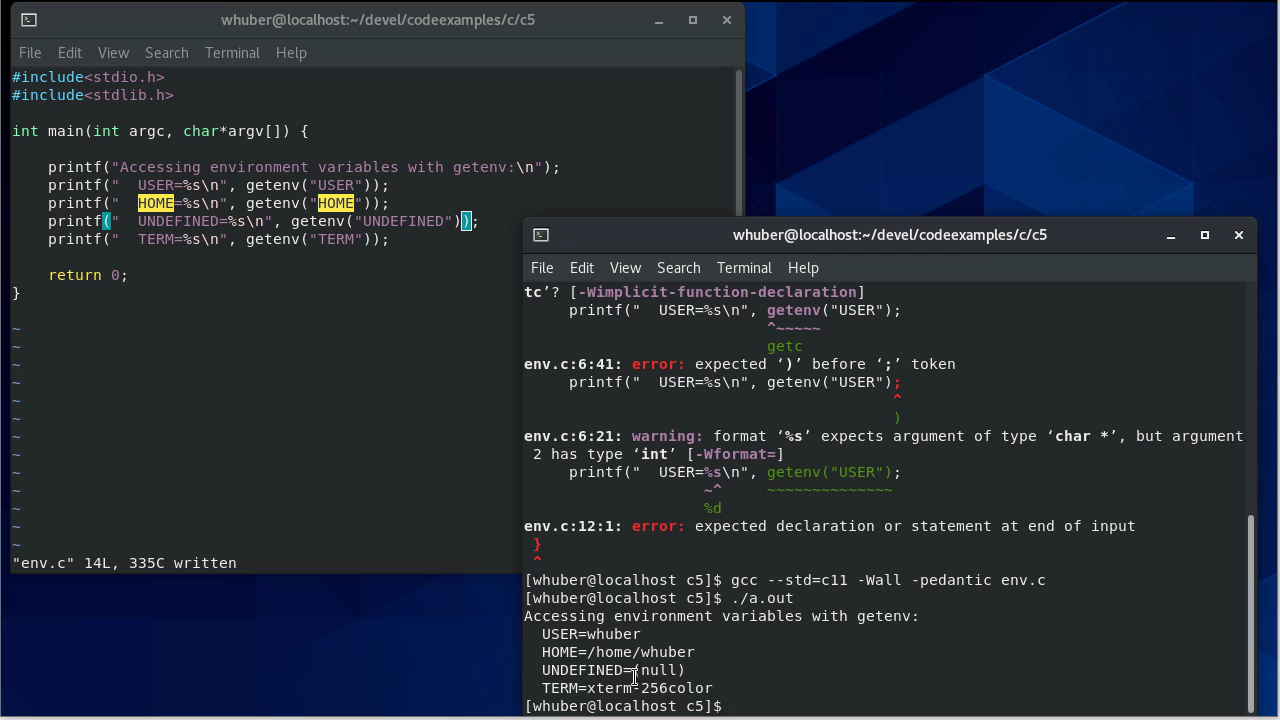 whuber@localhost:~/devel/codeexamples/c/c5
File Edit View Search Terminal Help
#include<stdio.h>
#include<stdlib.h>
int main(int argc, char*argv[]) {
    printf("Accessing environment variables with getenv:\n");
    printf("  USER=%s\n", getenv("USER"));
    printf("  HOME=%s\n", getenv("HOME"));
    printf("  UNDEFINED=%s\n", getenv("UNDEFINED"));
    printf("  TERM=%s\n", getenv("TERM"));
    return 0;
}
~
~
~
~
~
~
~
~
~
~
~
~
~
"env.c" 14L, 335C written
whuber@localhost:~/devel/codeexamples/c/c5
File Edit View Search Terminal Help
tc’? [-Wimplicit-function-declaration]
     printf("  USER=%s\n", getenv("USER");
                           ^~~~~~
                           getc
env.c:6:41: error: expected ‘)’ before ‘;’ token
     printf("  USER=%s\n", getenv("USER");
                                         ^
                                         )
env.c:6:21: warning: format ‘%s’ expects argument of type ‘char *’, but argument
 2 has type ‘int’ [-Wformat=]
     printf("  USER=%s\n", getenv("USER");
                    ~^     ~~~~~~~~~~~~~~
                    %d
env.c:12:1: error: expected declaration or statement at end of input
 }
 ^
[whuber@localhost c5]$ gcc --std=c11 -Wall -pedantic env.c
[whuber@localhost c5]$ ./a.out
Accessing environment variables with getenv:
  USER=whuber
  HOME=/home/whuber
  UNDEFINED=(null)
  TERM=xterm-256color
[whuber@localhost c5]$